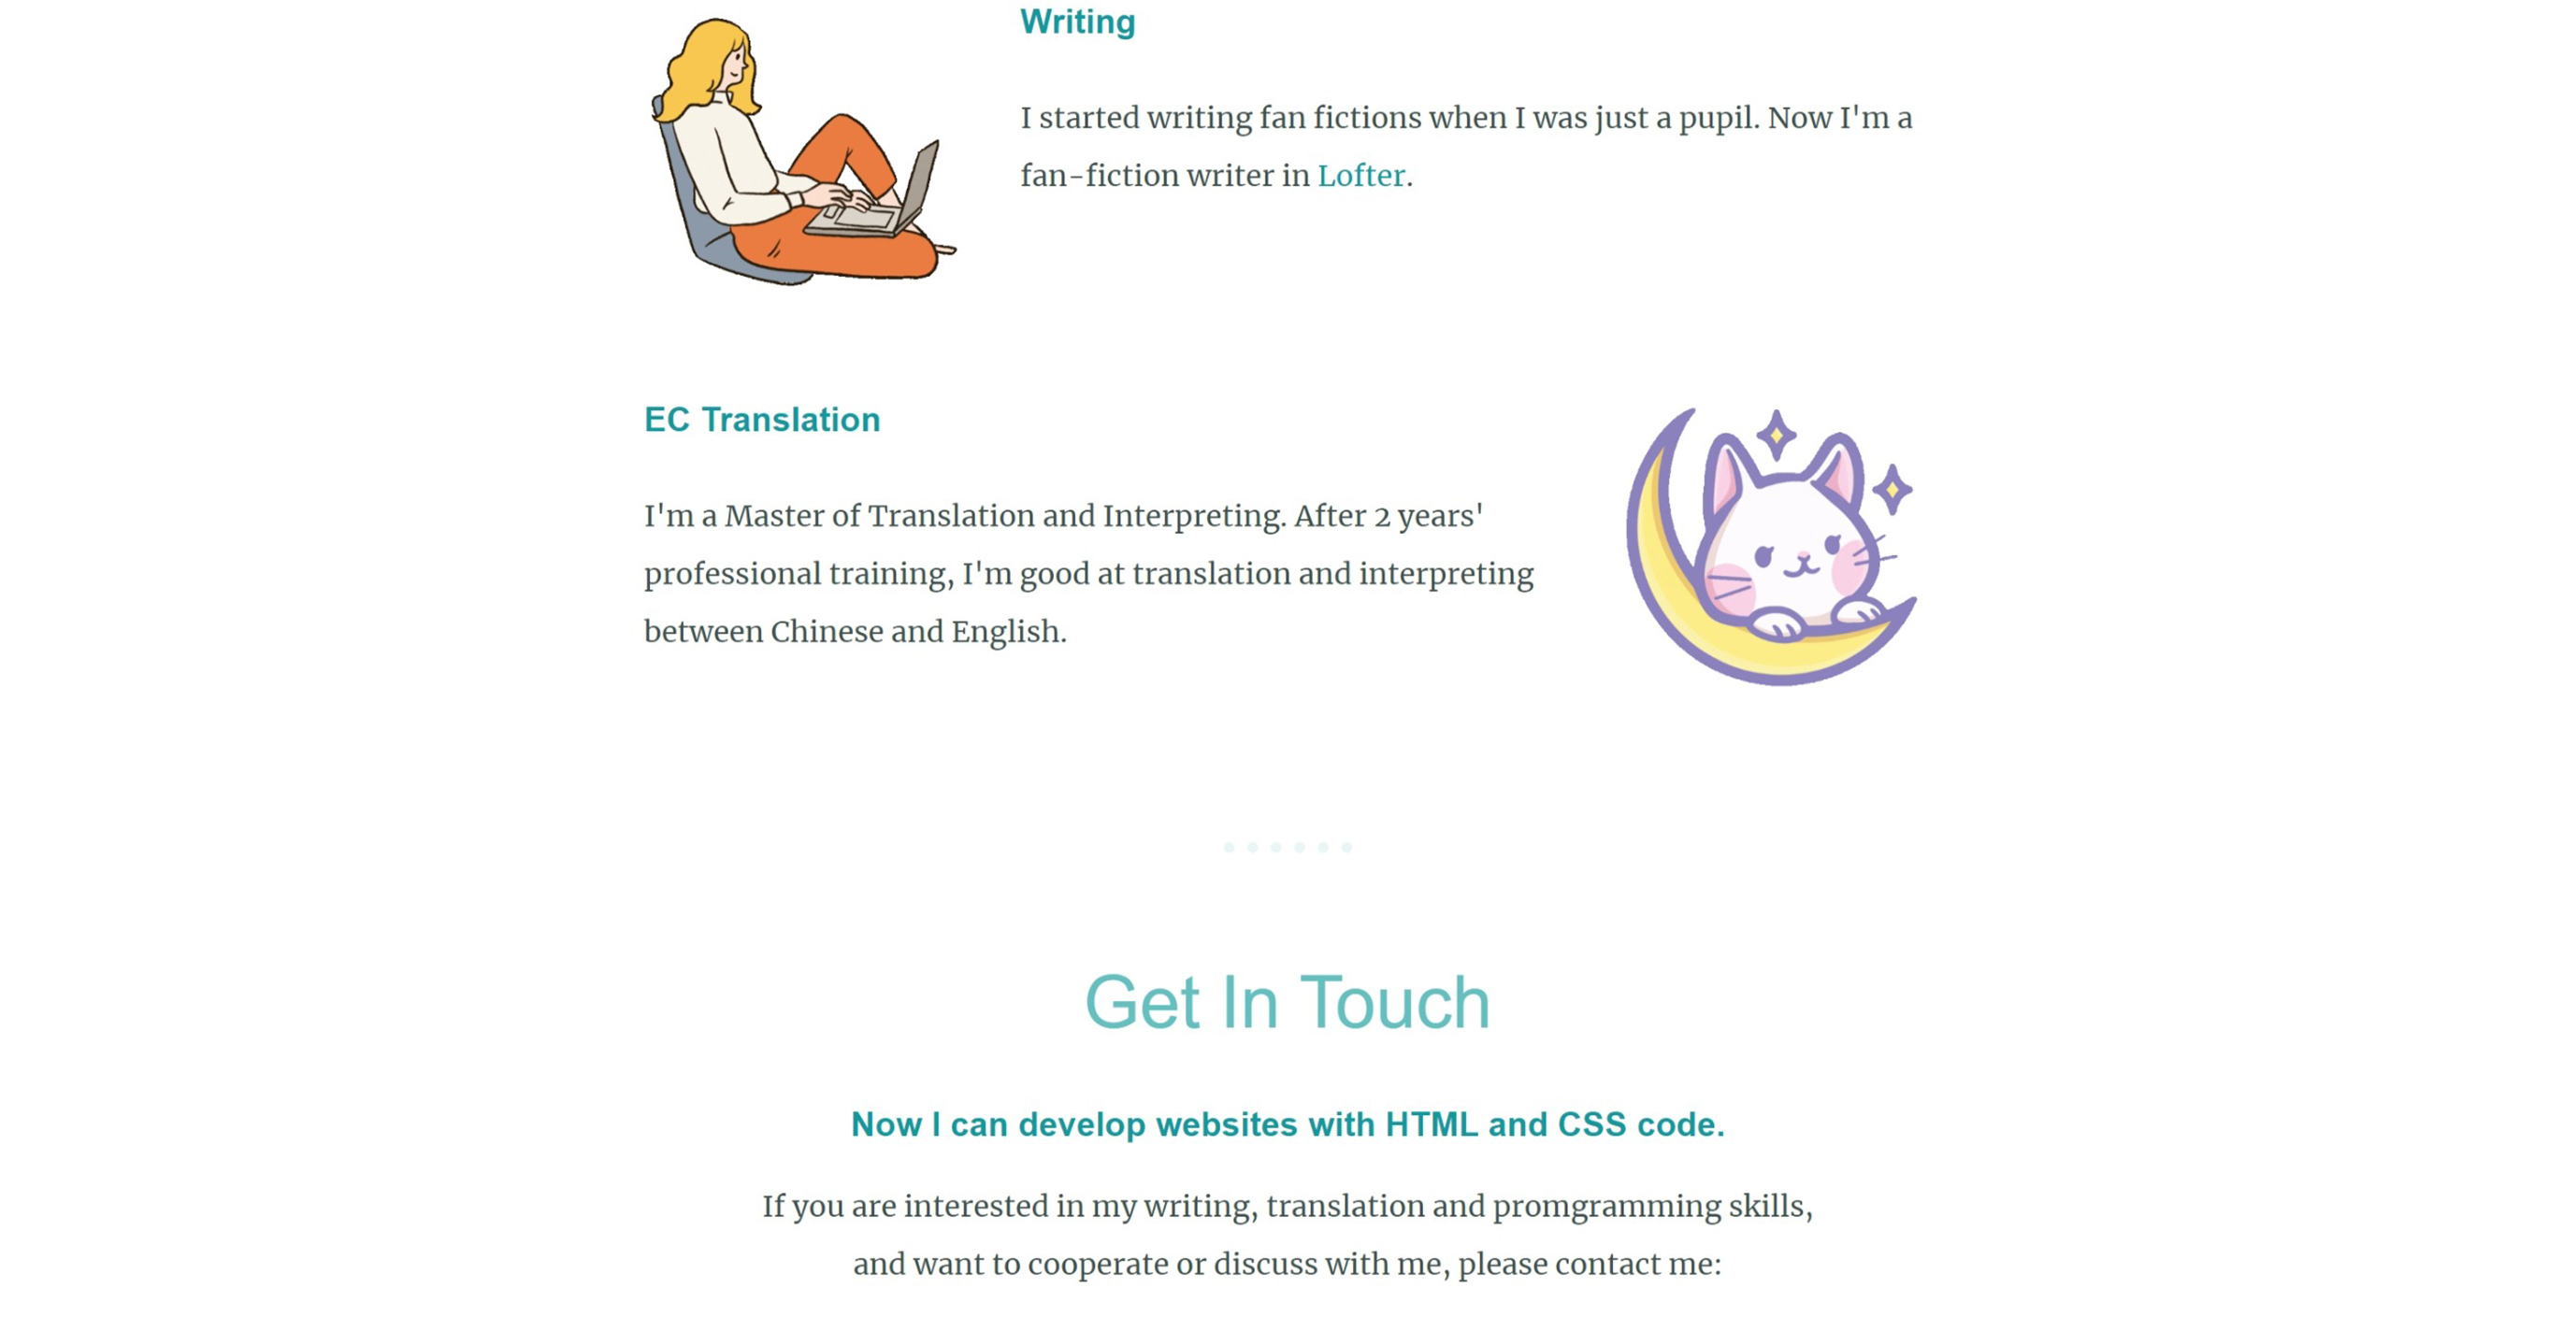 Writing
I started writing fan fictions when I was just a pupil. Now I'm a
fan-fiction writer in Lofter.
EC Translation
I'm a Master of Translation and Interpreting. After 2 years'
professional training, I'm good at translation and interpreting
between Chinese and English.
Get In Touch
Now I can develop websites with HTML and CSS code.
If you are interested in my writing, translation and promgramming skills,
and want to cooperate or discuss with me, please contact me: